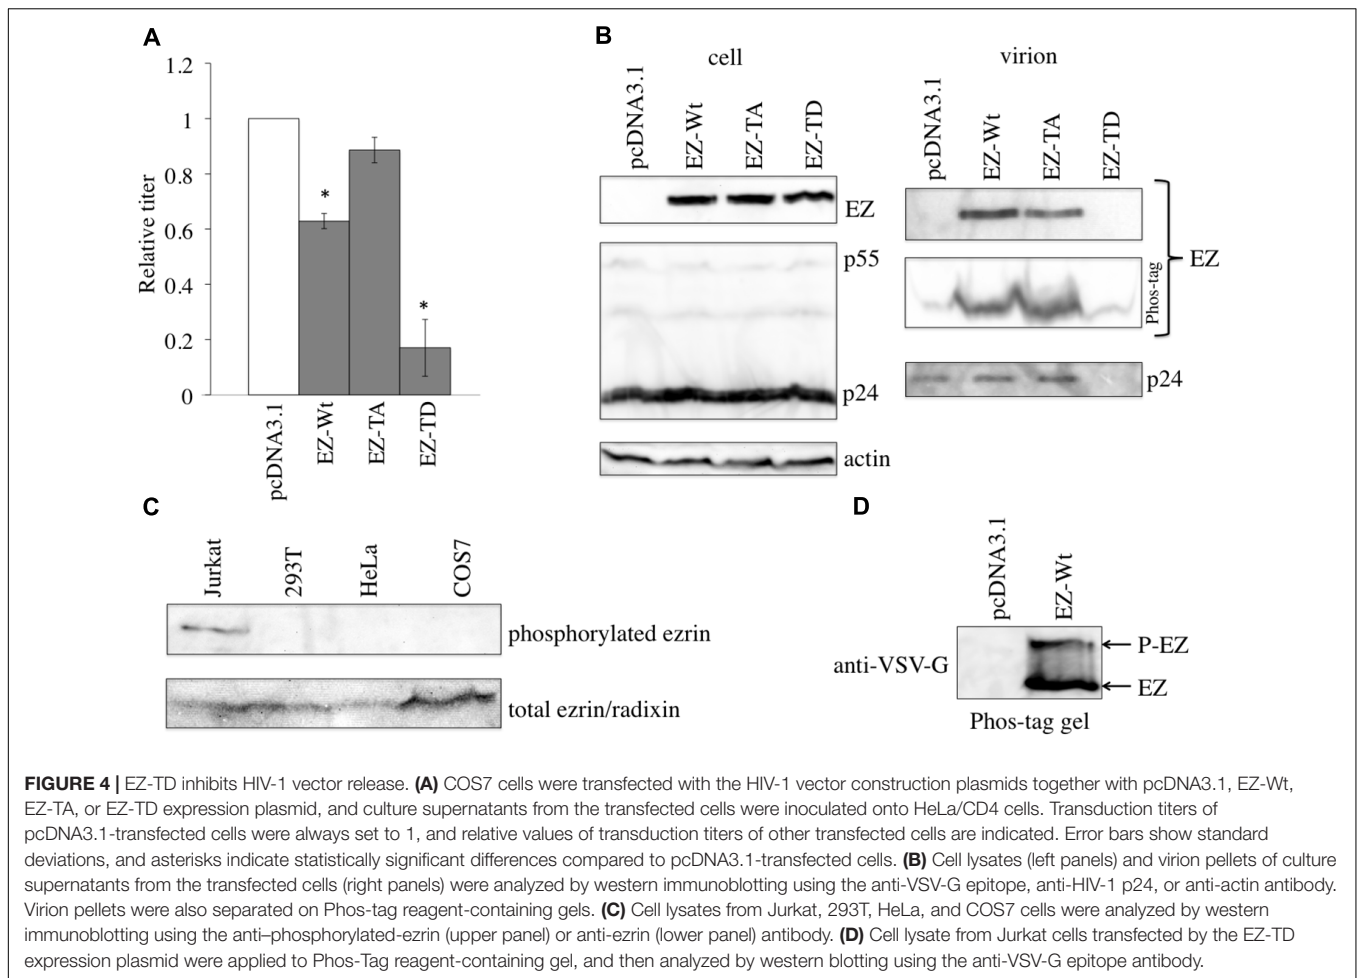 A
1.2
1
0.8
0.6
0.4
0.2
0
Relative titer
*
*
pcDNA3.1
EZ-Wt
EZ-TA
EZ-TD
B
cell
pcDNA3.1
EZ-Wt
EZ-TA
EZ-TD
EZ
p55
p24
actin
virion
pcDNA3.1
EZ-Wt
EZ-TA
EZ-TD
Phos-tag
EZ
p24
C
Jurkat
293T
HeLa
COS7
phosphorylated ezrin
total ezrin/radixin
D
pcDNA3.1
EZ-Wt
anti-VSV-G
P-EZ
EZ
Phos-tag gel
FIGURE 4 | EZ-TD inhibits HIV-1 vector release. (A) COS7 cells were transfected with the HIV-1 vector construction plasmids together with pcDNA3.1, EZ-Wt,
EZ-TA, or EZ-TD expression plasmid, and culture supernatants from the transfected cells were inoculated onto HeLa/CD4 cells. Transduction titers of
pcDNA3.1-transfected cells were always set to 1, and relative values of transduction titers of other transfected cells are indicated. Error bars show standard
deviations, and asterisks indicate statistically significant differences compared to pcDNA3.1-transfected cells. (B) Cell lysates (left panels) and virion pellets of culture
supernatants from the transfected cells (right panels) were analyzed by western immunoblotting using the anti-VSV-G epitope, anti-HIV-1 p24, or anti-actin antibody.
Virion pellets were also separated on Phos-tag reagent-containing gels. (C) Cell lysates from Jurkat, 293T, HeLa, and COS7 cells were analyzed by western
immunoblotting using the anti–phosphorylated-ezrin (upper panel) or anti-ezrin (lower panel) antibody. (D) Cell lysate from Jurkat cells transfected by the EZ-TD
expression plasmid were applied to Phos-Tag reagent-containing gel, and then analyzed by western blotting using the anti-VSV-G epitope antibody.